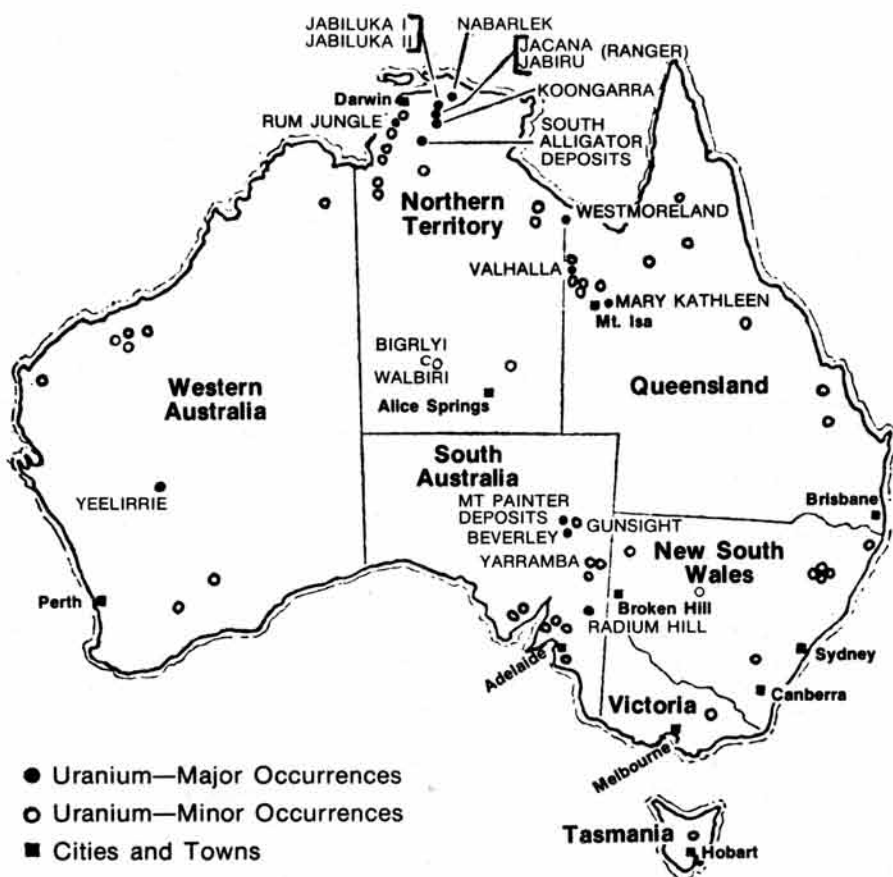 JABILUKA I
JABILUKA II
NABARLEK
JACANA (RANGER)
JABIRU
KOONGARRA
Darwin
RUM JUNGLE
SOUTH
ALLIGATOR
DEPOSITS
Northern
Territory
WESTMORELAND
VALHALLA
MARY KATHLEEN
Mt. Isa
BIGRLYI
WALBIRI
Alice Springs
Western
Australia
Queensland
South
Australia
YEELIRRIE
MT PAINTER
DEPOSITS
GUNSIGHT
BEVERLEY
Brisbane
YARRAMBA
New South
Wales
Perth
Broken Hill
RADIUM HILL
Adelaide
Sydney
Canberra
Victoria
Melbourne
Uranium—Major Occurrences
Uranium—Minor Occurrences
Cities and Towns
Tasmania
Hobart